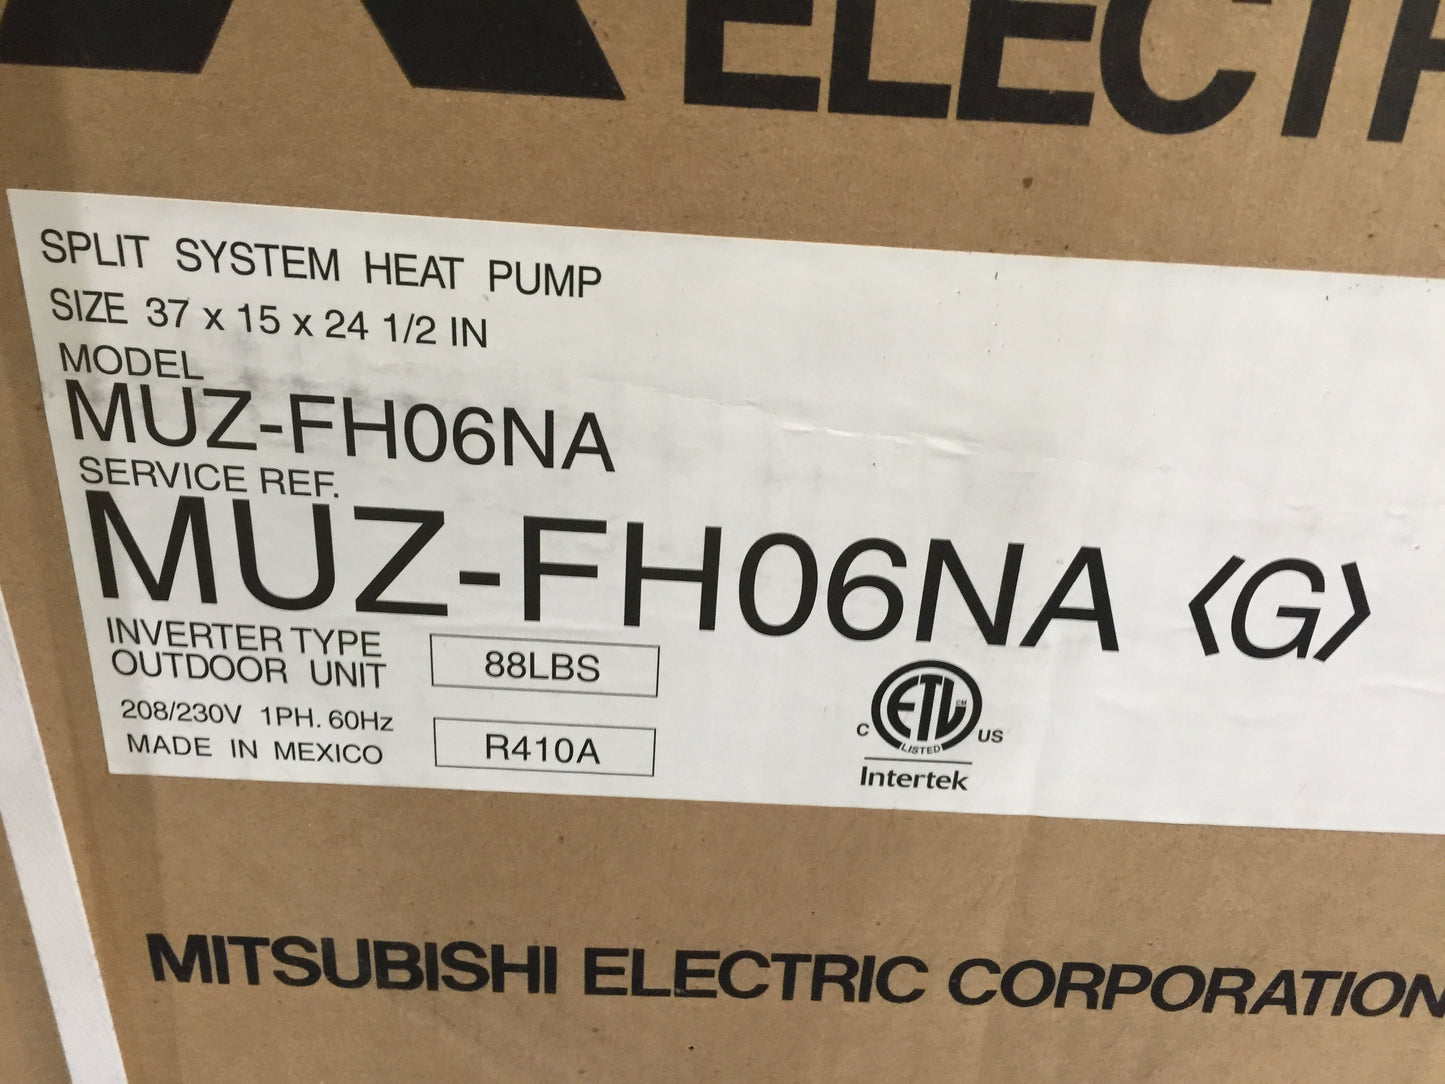 ELECTR
SPLIT SYSTEM HEAT PUMP
SIZE 37 x 15 x 24 1/2 IN
MODEL
MUZ-FH06NA
SERVICE REF.
MUZ-FH06NA 〈G〉
INVERTER TYPE
OUTDOOR UNIT
88LBS
208/230V 1PH. 60Hz
MADE IN MEXICO
R410A
C ETL CM US
LISTED
Intertek
MITSUBISHI ELECTRIC CORPORATION